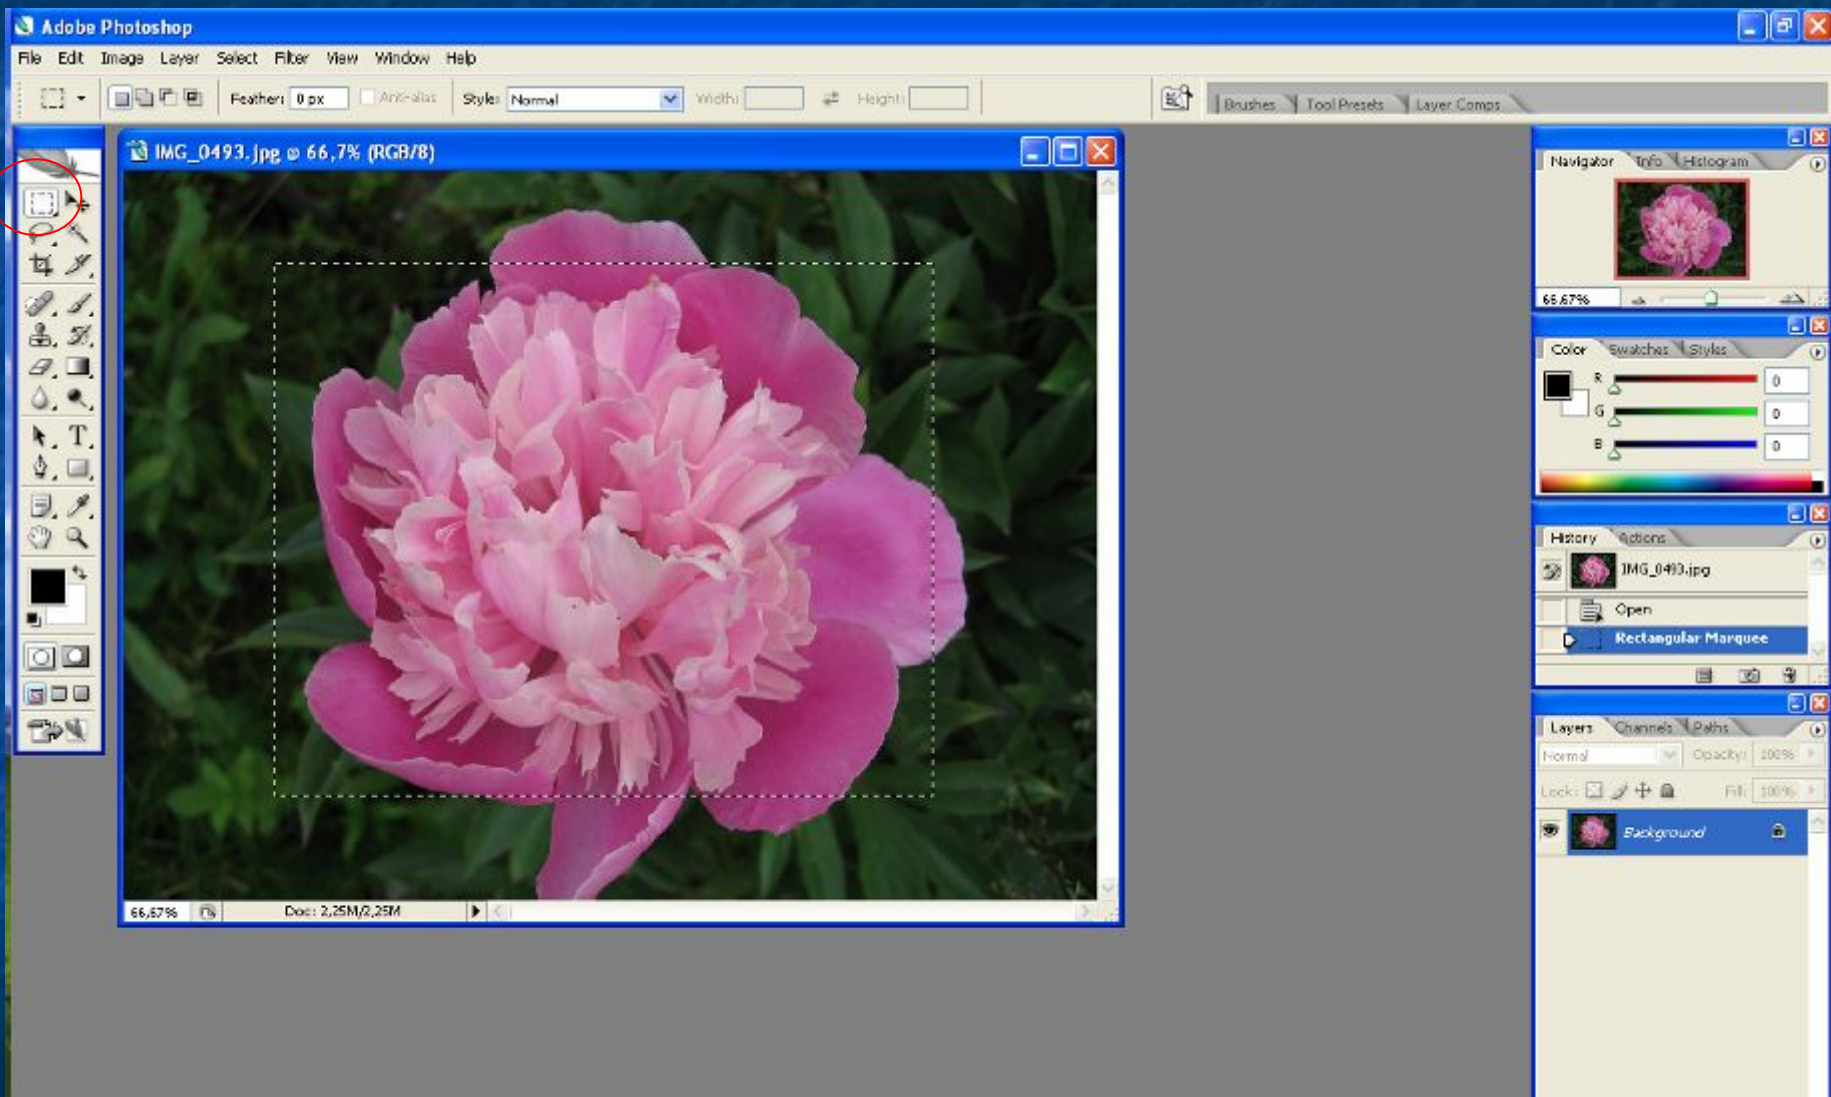 Adobe Photoshop
File Edit Image Layer Select Filter View Window Help
Feather: 0 px Anti-alias Style: Normal Width: Height: Brushes Tool Presets Layer Comps
IMG_0493.jpg @ 66,7% (RGB/8)
Navigator Info Histogram
66.67%
Color Swatches Styles
R 0
G 0
B 0
History Actions
IMG_0493.jpg
Open
Rectangular Marquee
Layers Channels Paths
Normal Opacity: 100%
Lock: Fill: 100%
Background
66,67% Doc: 2,25M/2,25M